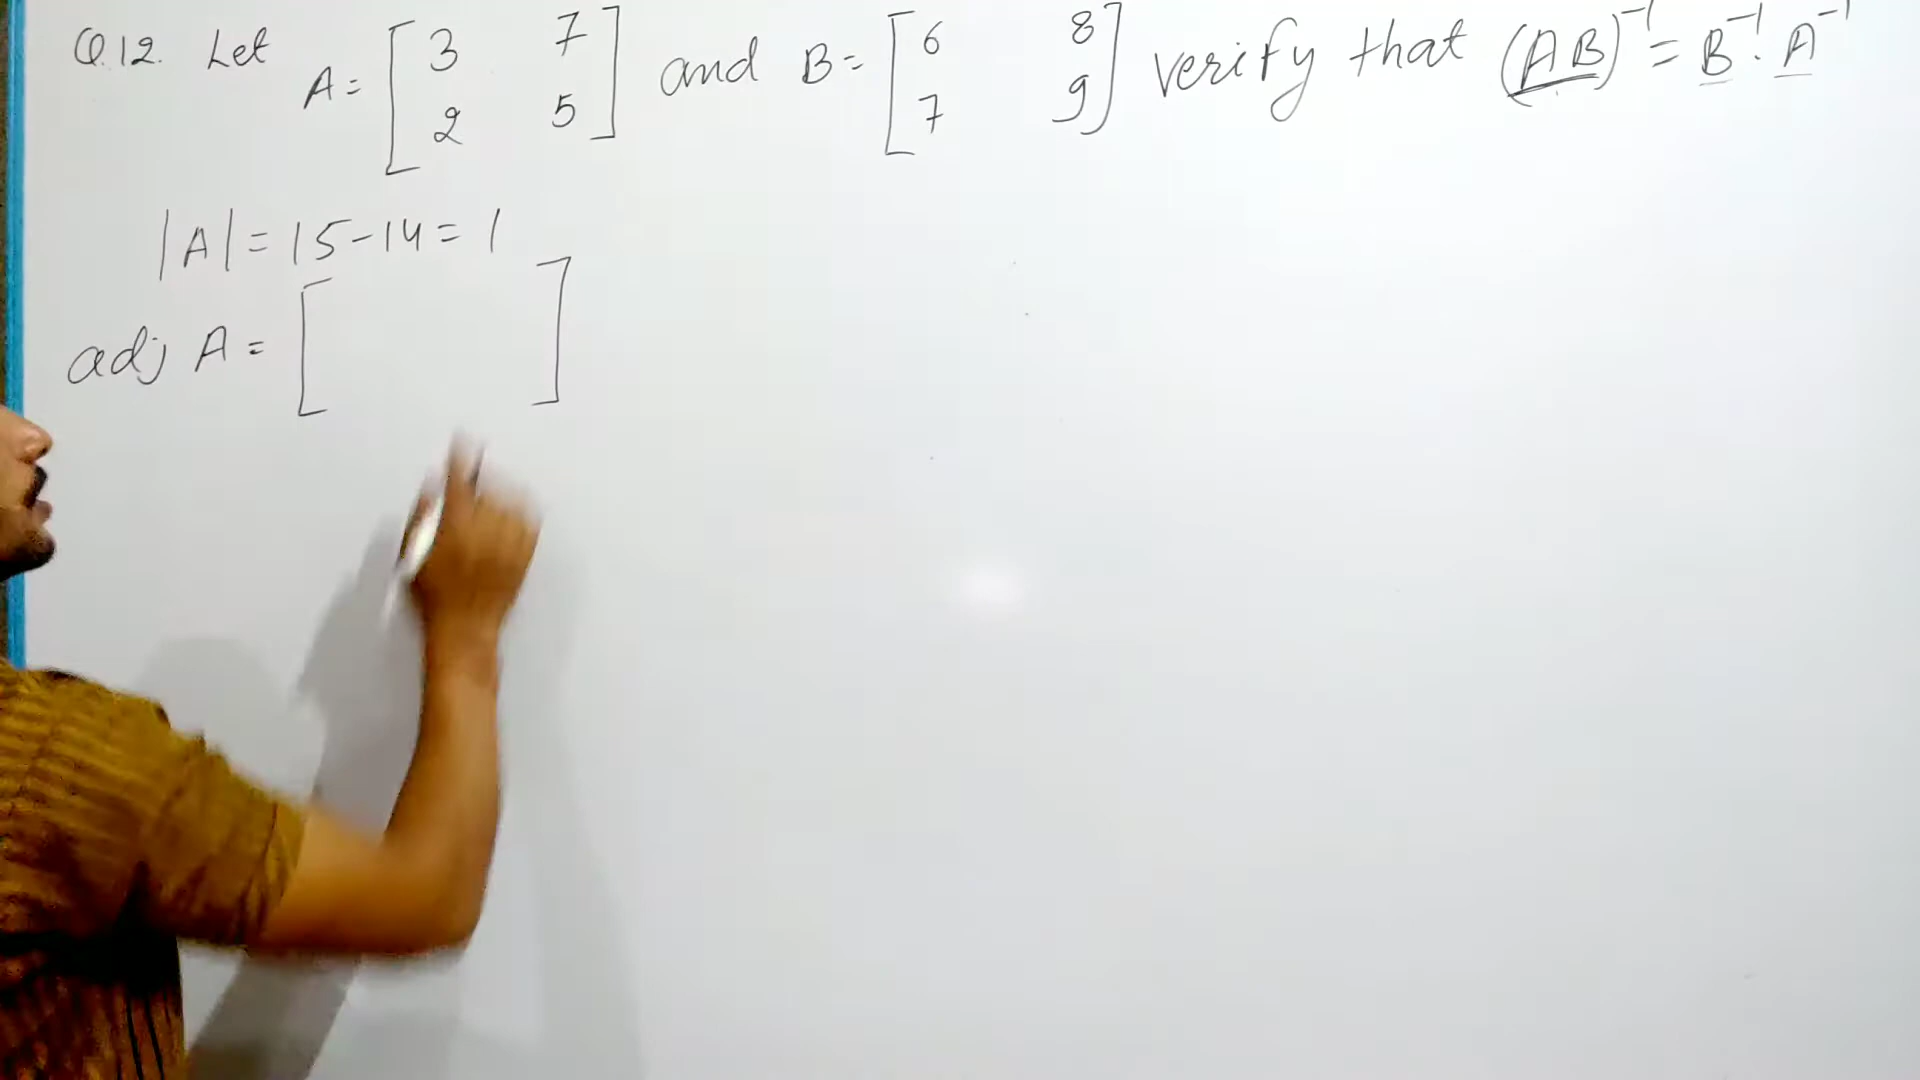 Q.12. Let A = [ 3 7 ] and B = [ 6 8 ] verify that (AB)⁻¹ = B⁻¹. A⁻¹
[ 2 5 ] [ 7 9 ]
|A| = 15 - 14 = 1
adj A = [ ]